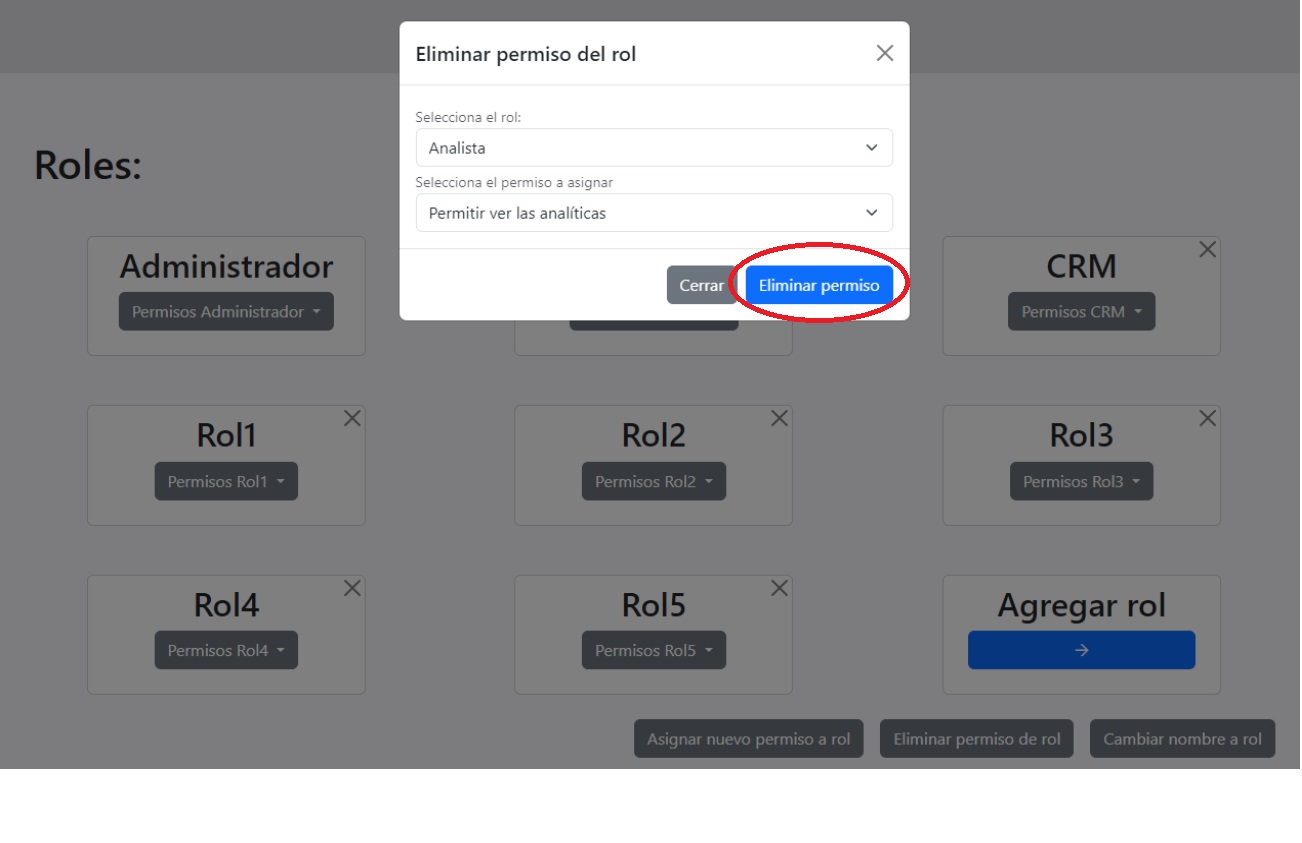 Eliminar permiso del rol
Selecciona el rol:
Analista
Selecciona el permiso a asignar
Permitir ver las analíticas
Cerrar
Eliminar permiso
Roles:
Administrador
Permisos Administrador
CRM
Permisos CRM
Rol1
Permisos Rol1
Rol2
Permisos Rol2
Rol3
Permisos Rol3
Rol4
Permisos Rol4
Rol5
Permisos Rol5
Agregar rol
Asignar nuevo permiso a rol
Eliminar permiso de rol
Cambiar nombre a rol